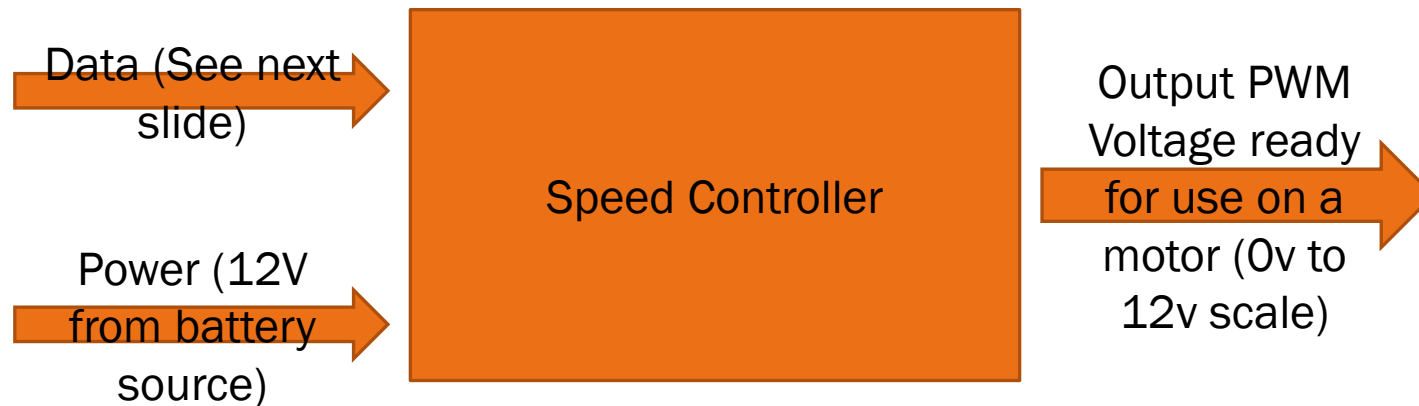 Data (See next
slide)
Power (12V
from battery
source)
Speed Controller
Output PWM
Voltage ready
for use on a
motor (0v to
12v scale)